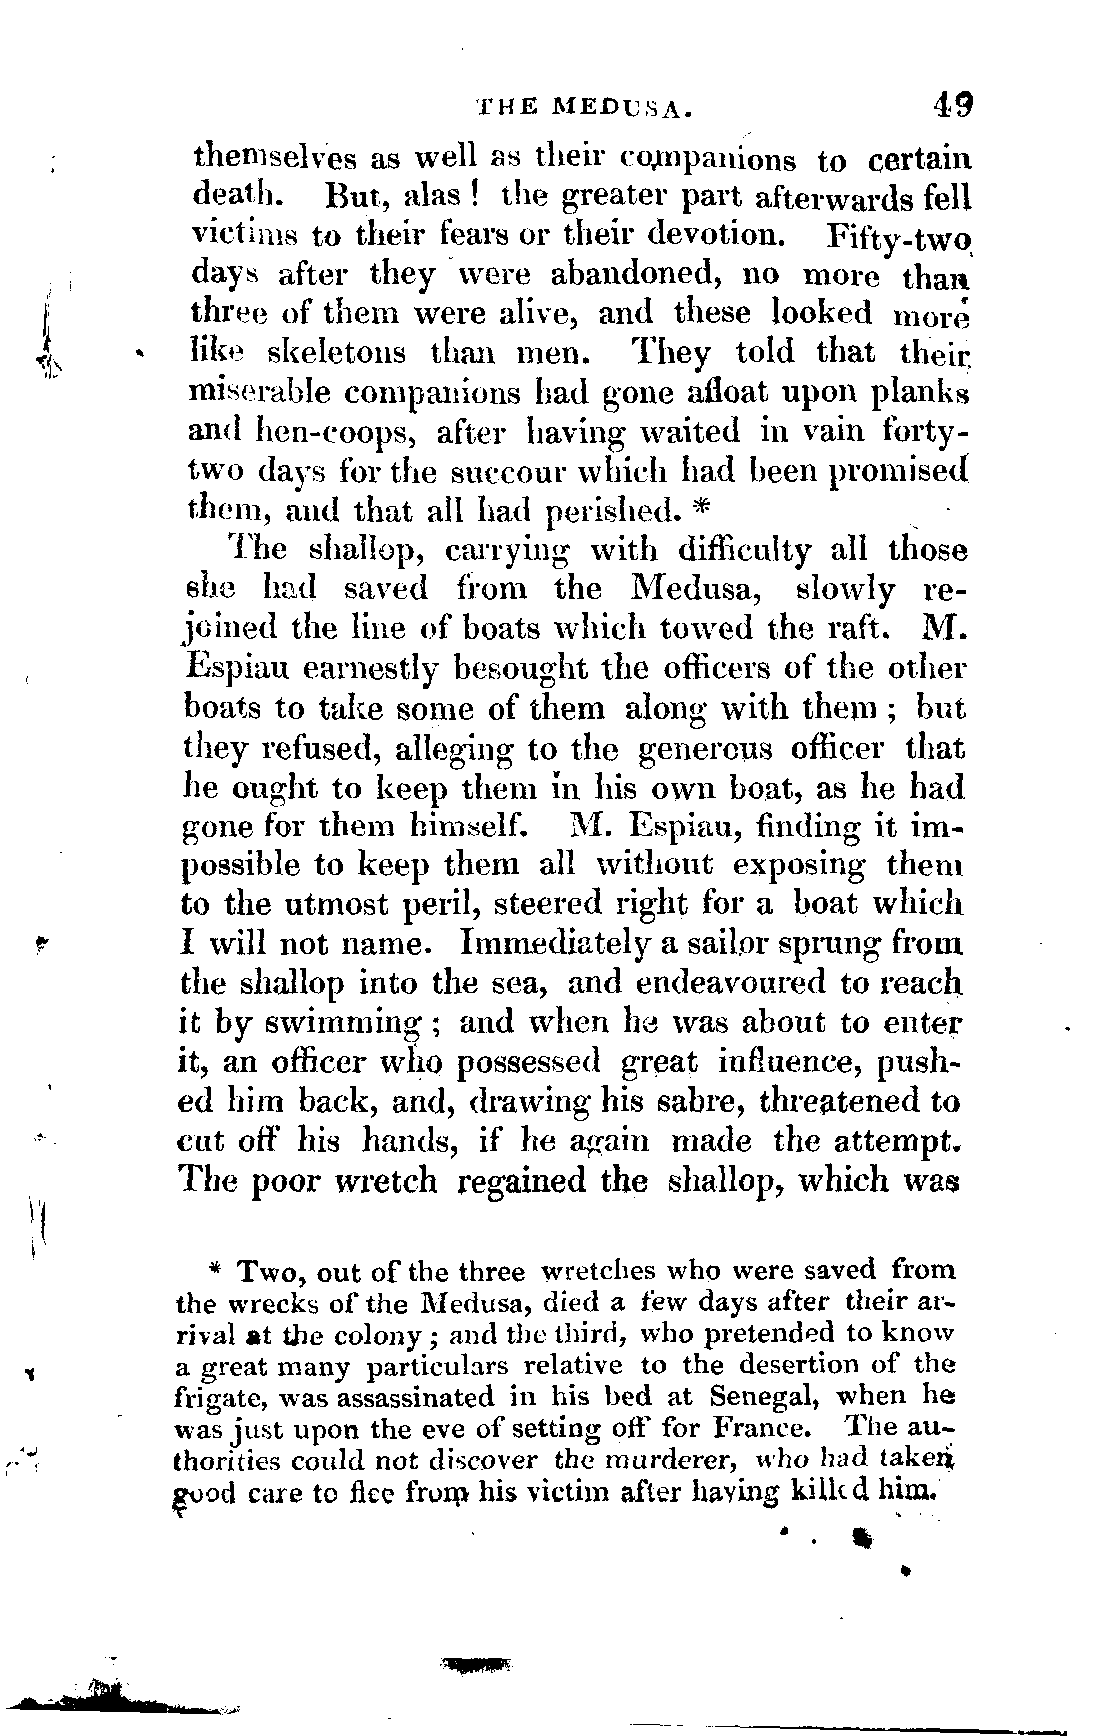 THE MEDUSA. 49
themselves as well as their companions to certain
death. But, alas ! the greater part afterwards fell
victims to their fears or their devotion. Fifty-two
days after they were abandoned, no more than
three of them were alive, and these looked more
like skeletons than men. They told that their
miserable companions had gone afloat upon planks
and hen-coops, after having waited in vain forty-
two days for the succour which had been promised
them, and that all had perished. *
The shallop, carrying with difficulty all those
she had saved from the Medusa, slowly re-
joined the line of boats which towed the raft. M.
Espiau earnestly besought the officers of the other
boats to take some of them along with them ; but
they refused, alleging to the generous officer that
he ought to keep them in his own boat, as he had
gone for them himself. M. Espiau, finding it im-
possible to keep them all without exposing them
to the utmost peril, steered right for a boat which
I will not name. Immediately a sailor sprung from
the shallop into the sea, and endeavoured to reach
it by swimming ; and when he was about to enter
it, an officer who possessed great influence, push-
ed him back, and, drawing his sabre, threatened to
cut off his hands, if he again made the attempt.
The poor wretch regained the shallop, which was
* Two, out of the three wretches who were saved from
the wrecks of the Medusa, died a few days after their ar-
rival at the colony ; and the third, who pretended to know
a great many particulars relative to the desertion of the
frigate, was assassinated in his bed at Senegal, when he
was just upon the eve of setting off for France. The au-
thorities could not discover the murderer, who had taken
good care to flee from his victim after having killed him.